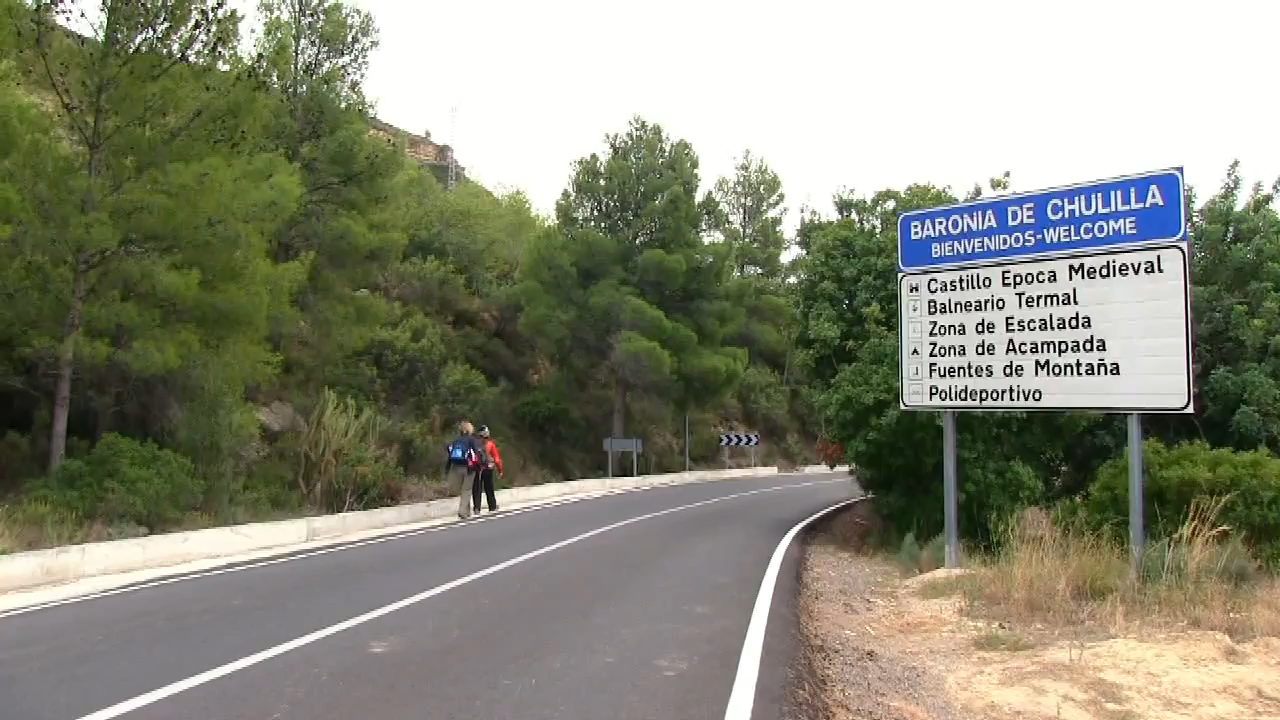 BARONIA DE CHULILLA
BIENVENIDOS-WELCOME
Castillo Epoca Medieval
Balneario Termal
Zona de Escalada
Zona de Acampada
Fuentes de Montaña
Polideportivo